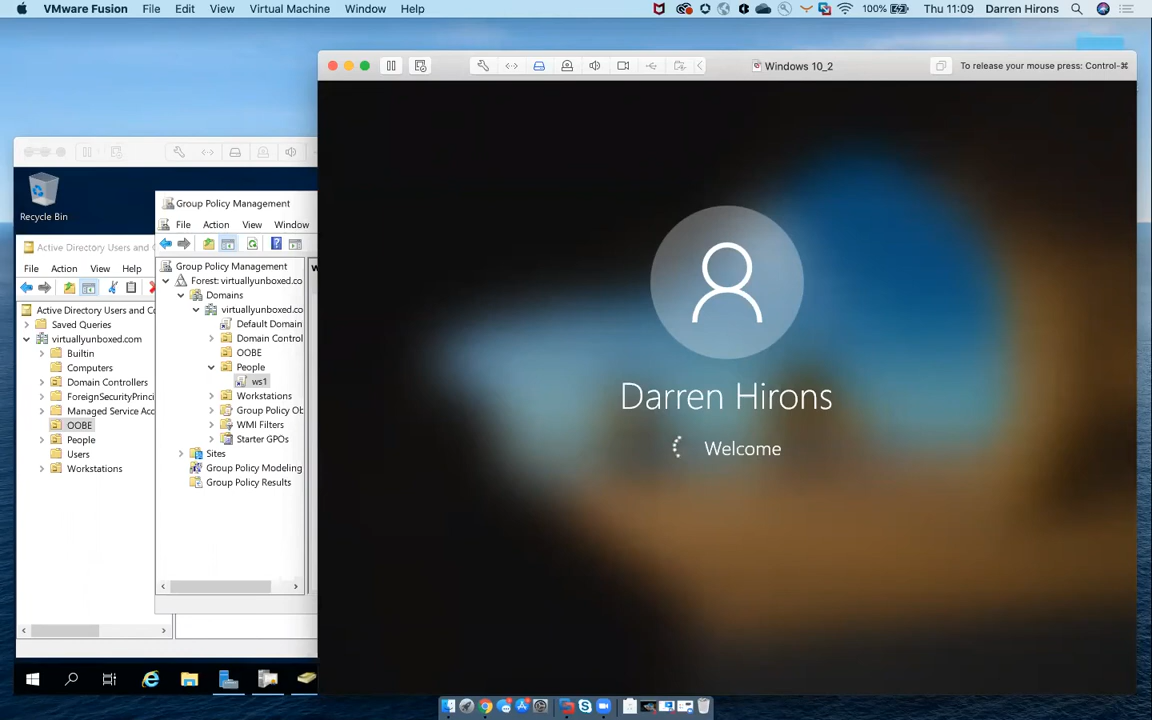 VMware Fusion File Edit View Virtual Machine Window Help 100% Thu 11:09 Darren Hirons
Windows 10_2
To release your mouse press: Control-⌘
Recycle Bin
Group Policy Management
File Action View Window
Group Policy Management
Forest: virtuallyunboxed.co
Domains
virtuallyunboxed.co
Default Domain
Domain Control
OOBE
People
ws1
Workstations
Group Policy Ob
WMI Filters
Starter GPOs
Sites
Group Policy Modeling
Group Policy Results
Active Directory Users and C
File Action View Help
Active Directory Users and Co
Saved Queries
virtuallyunboxed.com
Builtin
Computers
Domain Controllers
ForeignSecurityPrinci
Managed Service Acc
OOBE
People
Users
Workstations
Darren Hirons
Welcome